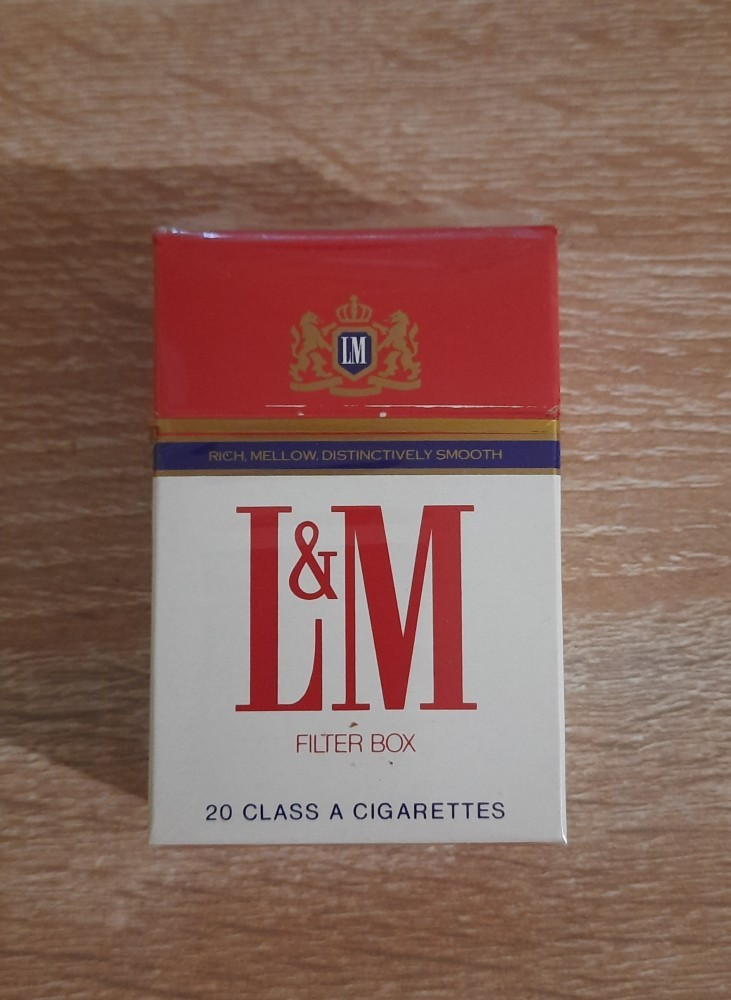 LM
RICH, MELLOW, DISTINCTIVELY SMOOTH
L&M
FILTER BOX
20 CLASS A CIGARETTES